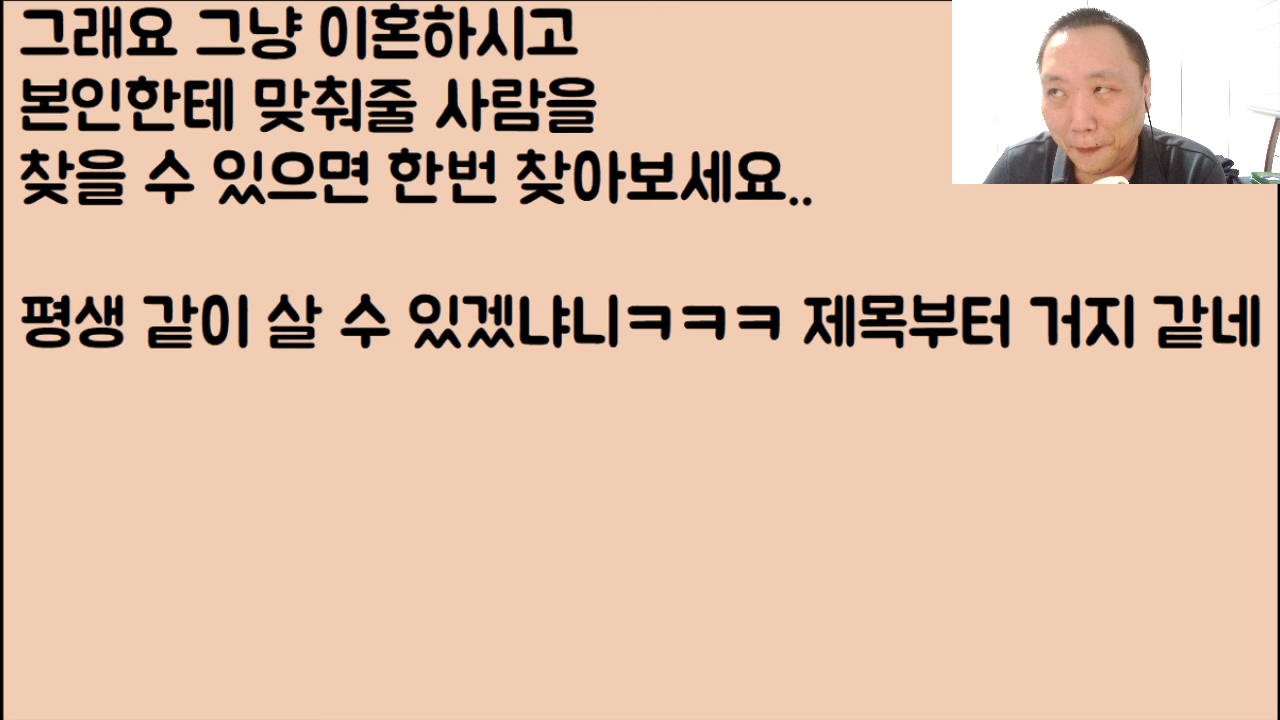 그래요 그냥 이혼하시고
본인한테 맞춰줄 사람을
찾을 수 있으면 한번 찾아보세요..
평생 같이 살 수 있겠냐니ㅋㅋㅋ 제목부터 거지 같네